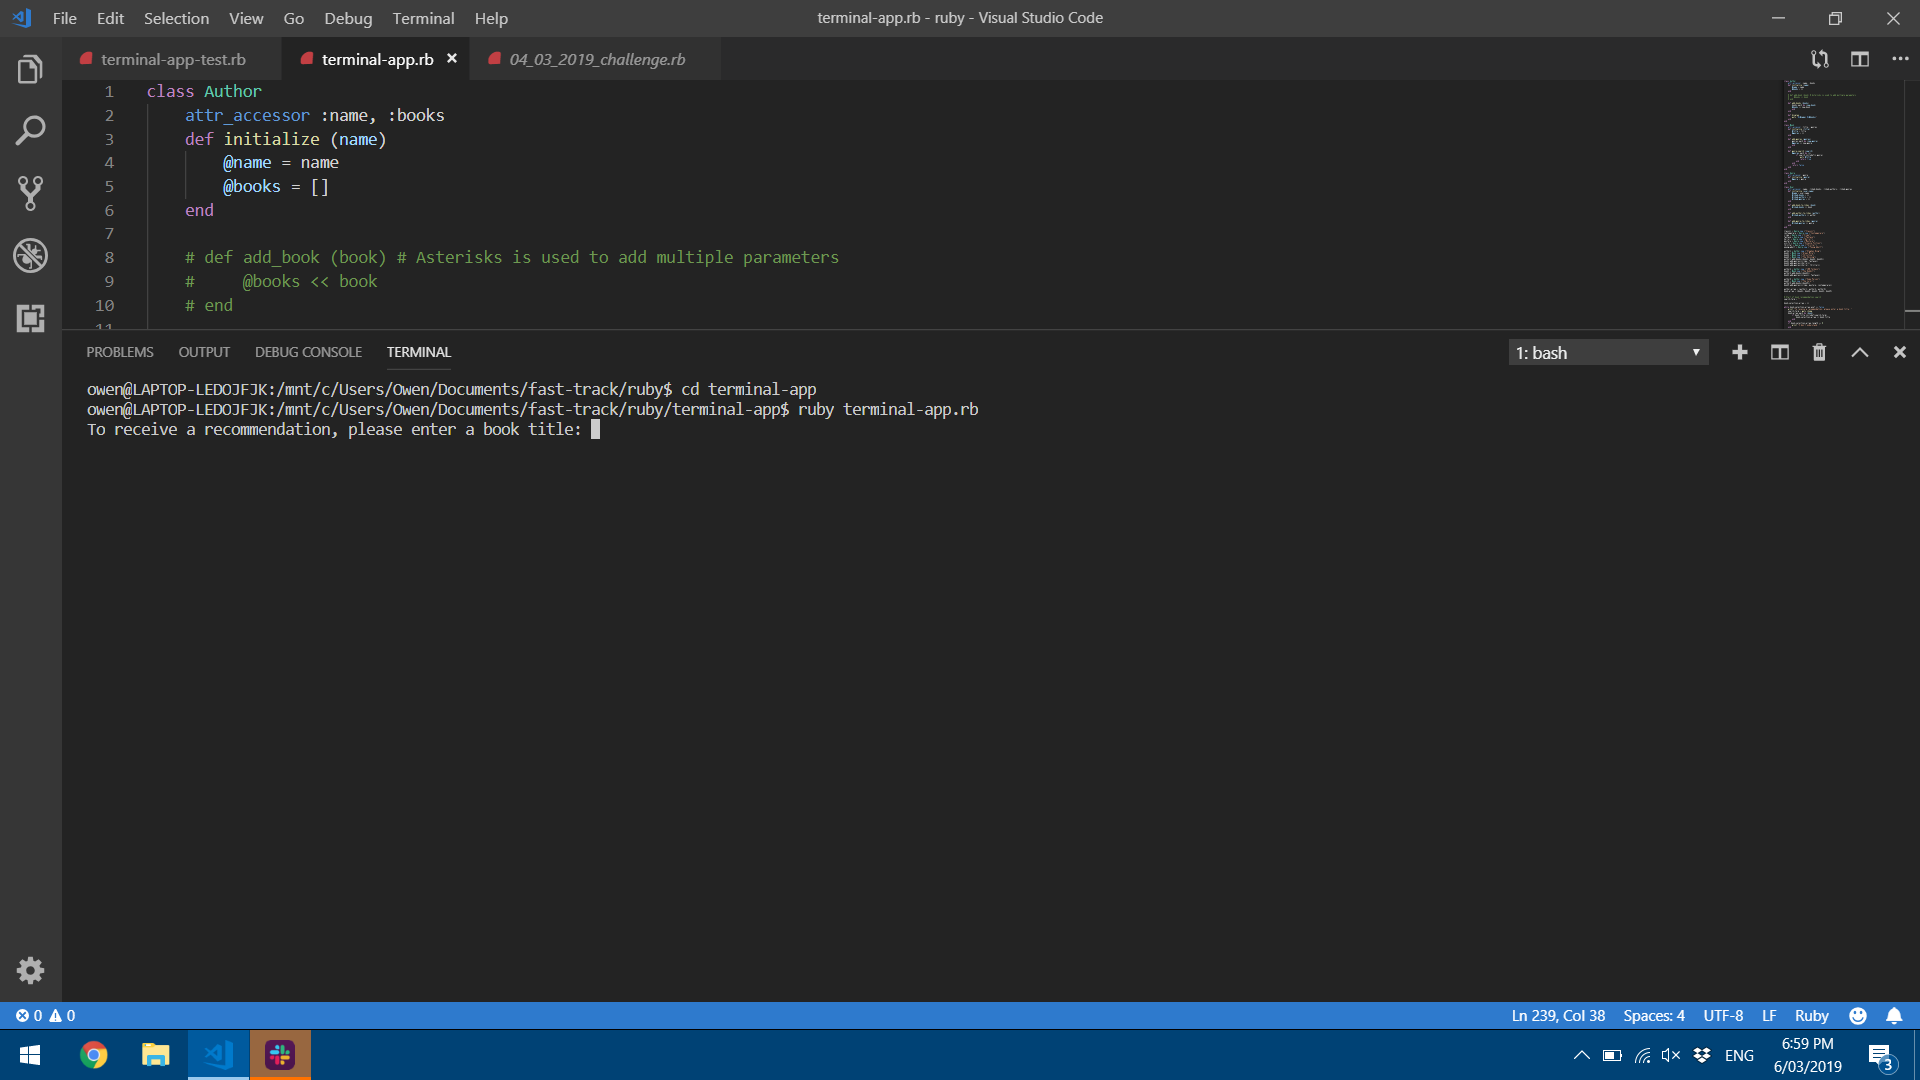 File Edit Selection View Go Debug Terminal Help
terminal-app.rb - ruby - Visual Studio Code
terminal-app-test.rb terminal-app.rb 04_03_2019_challenge.rb
1 class Author
2 attr_accessor :name, :books
3 def initialize (name)
4 @name = name
5 @books = []
6 end
7
8 # def add_book (book) # Asterisks is used to add multiple parameters
9 # @books << book
10 # end
11
PROBLEMS OUTPUT DEBUG CONSOLE TERMINAL 1: bash
owen@LAPTOP-LEDOJFJK:/mnt/c/Users/Owen/Documents/fast-track/ruby$ cd terminal-app
owen@LAPTOP-LEDOJFJK:/mnt/c/Users/Owen/Documents/fast-track/ruby/terminal-app$ ruby terminal-app.rb
To receive a recommendation, please enter a book title:
0 0 Ln 239, Col 38 Spaces: 4 UTF-8 LF Ruby
ENG
6:59 PM
6/03/2019
3